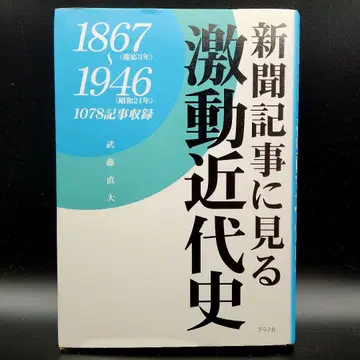 新聞記事に見る
激動近代史
1867
(慶応3年)
~
1946
(昭和21年)
1078記事収録
武藤直大